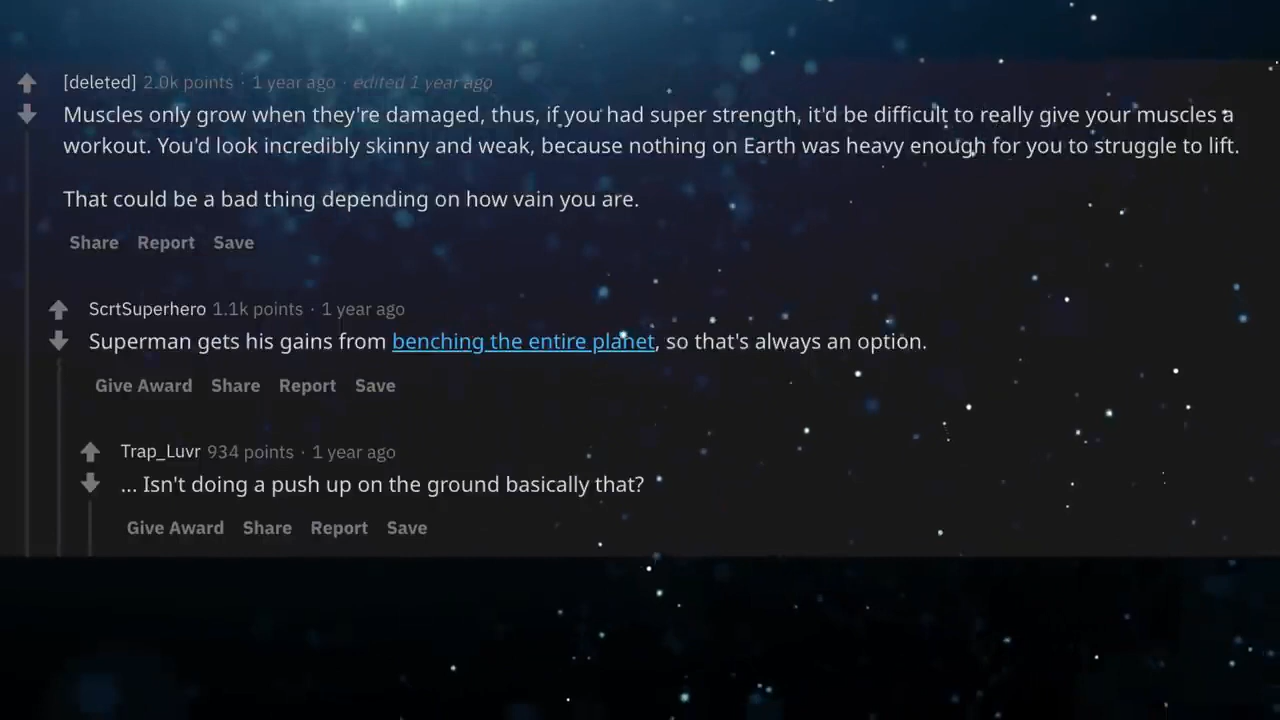 [deleted] 2.0k points · 1 year ago · edited 1 year ago
Muscles only grow when they're damaged, thus, if you had super strength, it'd be difficult to really give your muscles a
workout. You'd look incredibly skinny and weak, because nothing on Earth was heavy enough for you to struggle to lift.
That could be a bad thing depending on how vain you are.
Share Report Save
ScrtSuperhero 1.1k points · 1 year ago
Superman gets his gains from benching the entire planet, so that's always an option.
Give Award Share Report Save
Trap_Luvr 934 points · 1 year ago
... Isn't doing a push up on the ground basically that?
Give Award Share Report Save